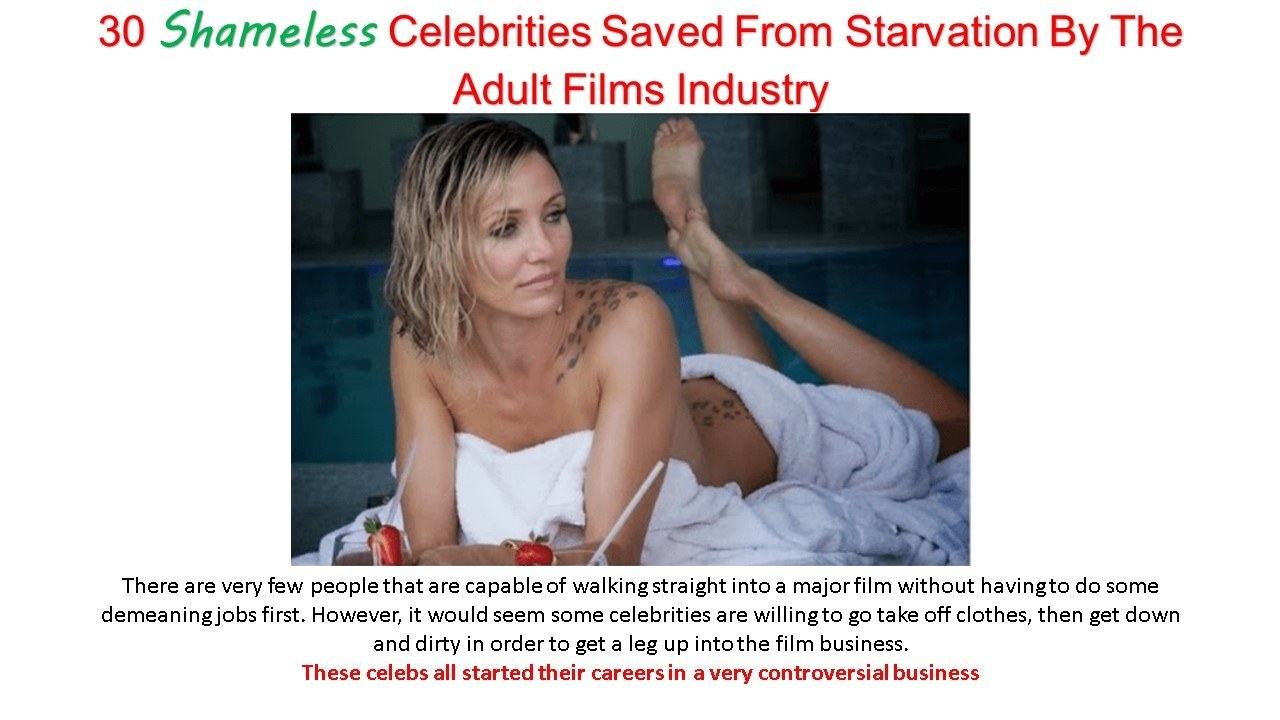 30 Shameless Celebrities Saved From Starvation By The
Adult Films Industry
There are very few people that are capable of walking straight into a major film without having to do some
demeaning jobs first. However, it would seem some celebrities are willing to go take off clothes, then get down
and dirty in order to get a leg up into the film business.
These celebs all started their careers in a very controversial business